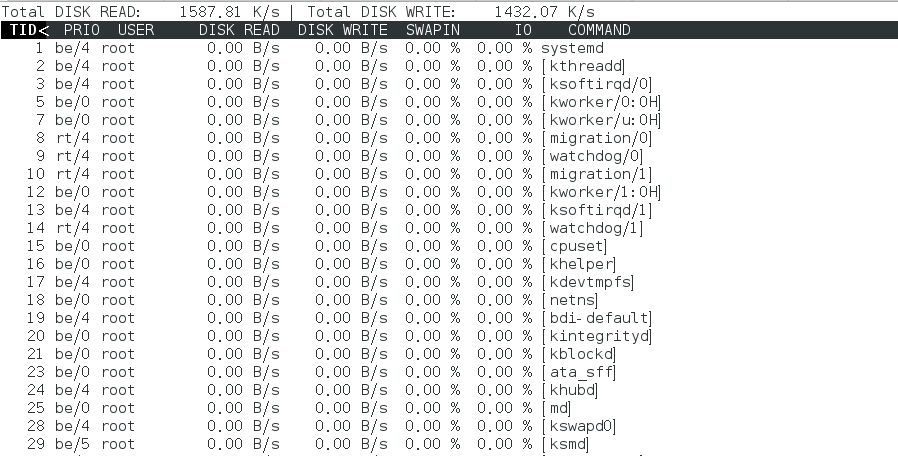 Total DISK READ:    1587.81 K/s | Total DISK WRITE:    1432.07 K/s
TID<  PRIO  USER     DISK READ  DISK WRITE  SWAPIN      IO    COMMAND
1 be/4 root        0.00 B/s    0.00 B/s  0.00 %  0.00 % systemd
2 be/4 root        0.00 B/s    0.00 B/s  0.00 %  0.00 % [kthreadd]
3 be/4 root        0.00 B/s    0.00 B/s  0.00 %  0.00 % [ksoftirqd/0]
5 be/0 root        0.00 B/s    0.00 B/s  0.00 %  0.00 % [kworker/0:0H]
7 be/0 root        0.00 B/s    0.00 B/s  0.00 %  0.00 % [kworker/u:0H]
8 rt/4 root        0.00 B/s    0.00 B/s  0.00 %  0.00 % [migration/0]
9 rt/4 root        0.00 B/s    0.00 B/s  0.00 %  0.00 % [watchdog/0]
10 rt/4 root        0.00 B/s    0.00 B/s  0.00 %  0.00 % [migration/1]
12 be/0 root        0.00 B/s    0.00 B/s  0.00 %  0.00 % [kworker/1:0H]
13 be/4 root        0.00 B/s    0.00 B/s  0.00 %  0.00 % [ksoftirqd/1]
14 rt/4 root        0.00 B/s    0.00 B/s  0.00 %  0.00 % [watchdog/1]
15 be/0 root        0.00 B/s    0.00 B/s  0.00 %  0.00 % [cpuset]
16 be/0 root        0.00 B/s    0.00 B/s  0.00 %  0.00 % [khelper]
17 be/4 root        0.00 B/s    0.00 B/s  0.00 %  0.00 % [kdevtmpfs]
18 be/0 root        0.00 B/s    0.00 B/s  0.00 %  0.00 % [netns]
19 be/4 root        0.00 B/s    0.00 B/s  0.00 %  0.00 % [bdi-default]
20 be/0 root        0.00 B/s    0.00 B/s  0.00 %  0.00 % [kintegrityd]
21 be/0 root        0.00 B/s    0.00 B/s  0.00 %  0.00 % [kblockd]
23 be/0 root        0.00 B/s    0.00 B/s  0.00 %  0.00 % [ata_sff]
24 be/4 root        0.00 B/s    0.00 B/s  0.00 %  0.00 % [khubd]
25 be/0 root        0.00 B/s    0.00 B/s  0.00 %  0.00 % [md]
28 be/4 root        0.00 B/s    0.00 B/s  0.00 %  0.00 % [kswapd0]
29 be/5 root        0.00 B/s    0.00 B/s  0.00 %  0.00 % [ksmd]